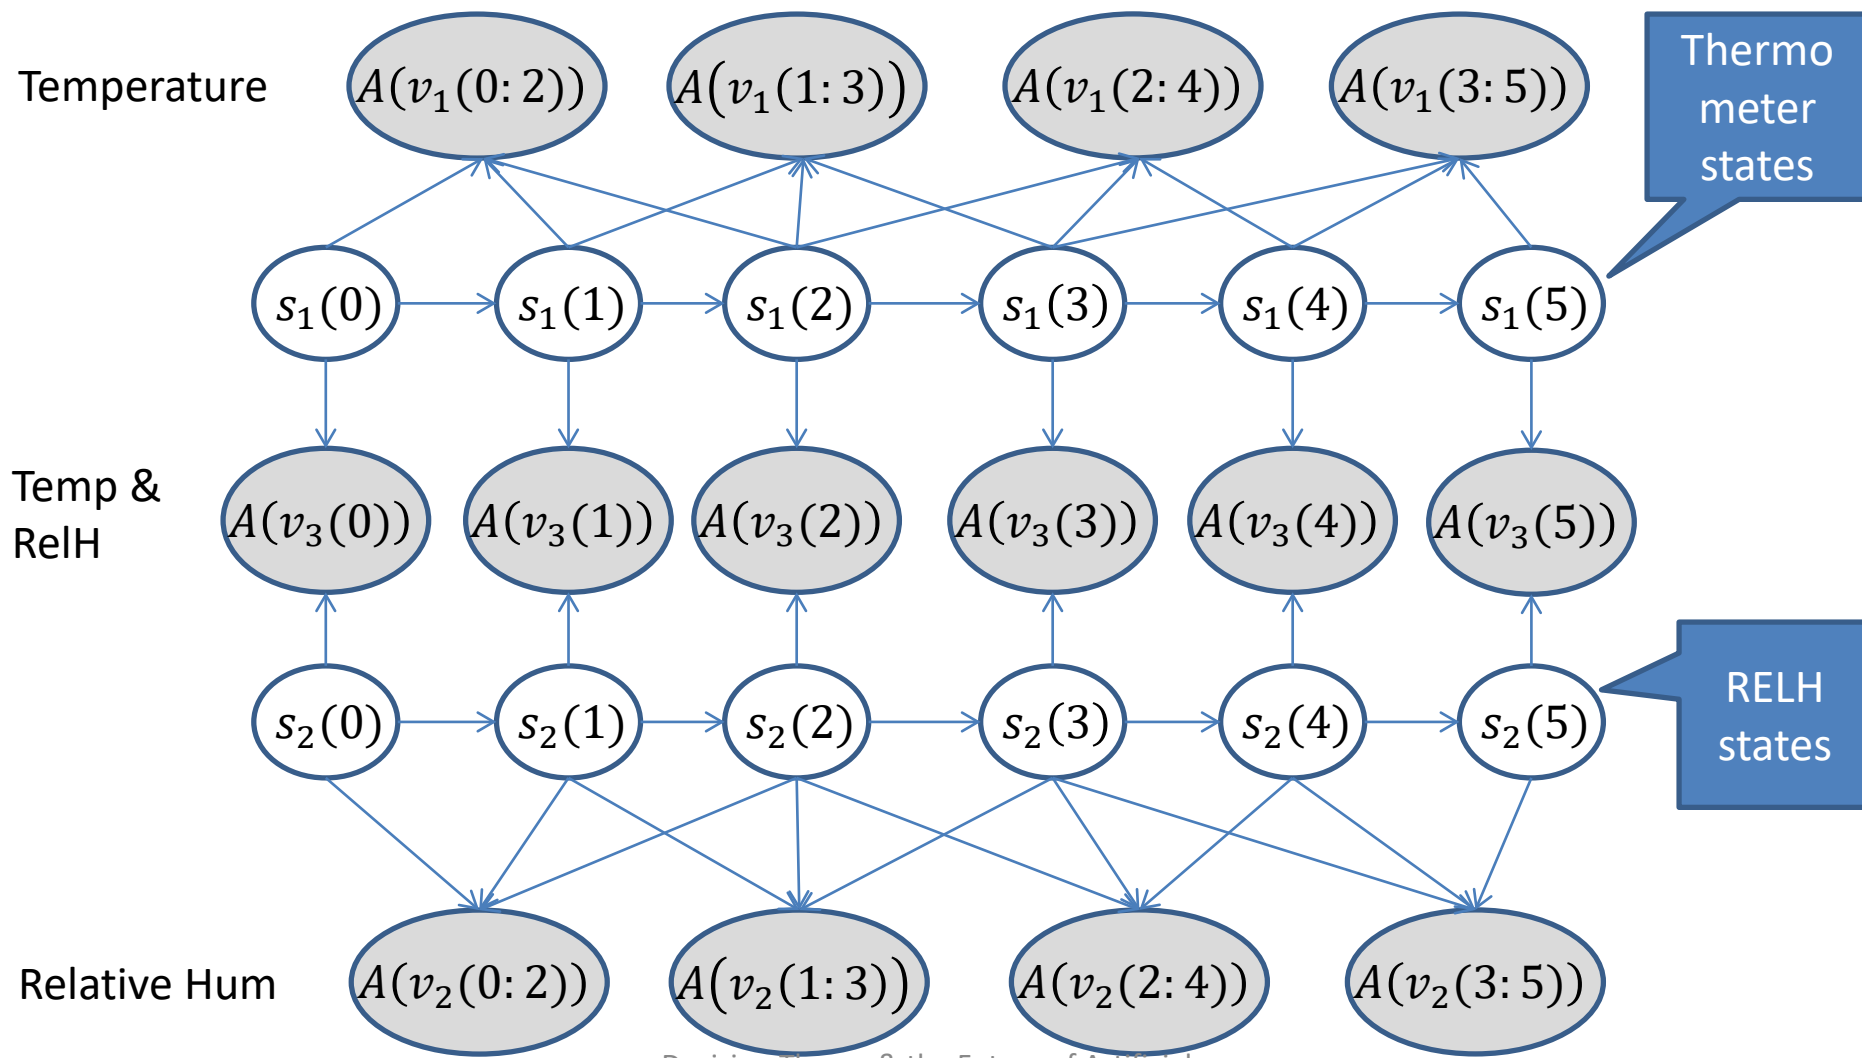 Temperature
A(v₁(0:2))
A(v₁(1:3))
A(v₁(2:4))
A(v₁(3:5))
Thermo
meter
states
s₁(0)
s₁(1)
s₁(2)
s₁(3)
s₁(4)
s₁(5)
Temp &
RelH
A(v₃(0))
A(v₃(1))
A(v₃(2))
A(v₃(3))
A(v₃(4))
A(v₃(5))
s₂(0)
s₂(1)
s₂(2)
s₂(3)
s₂(4)
s₂(5)
RELH
states
Relative Hum
A(v₂(0:2))
A(v₂(1:3))
A(v₂(2:4))
A(v₂(3:5))